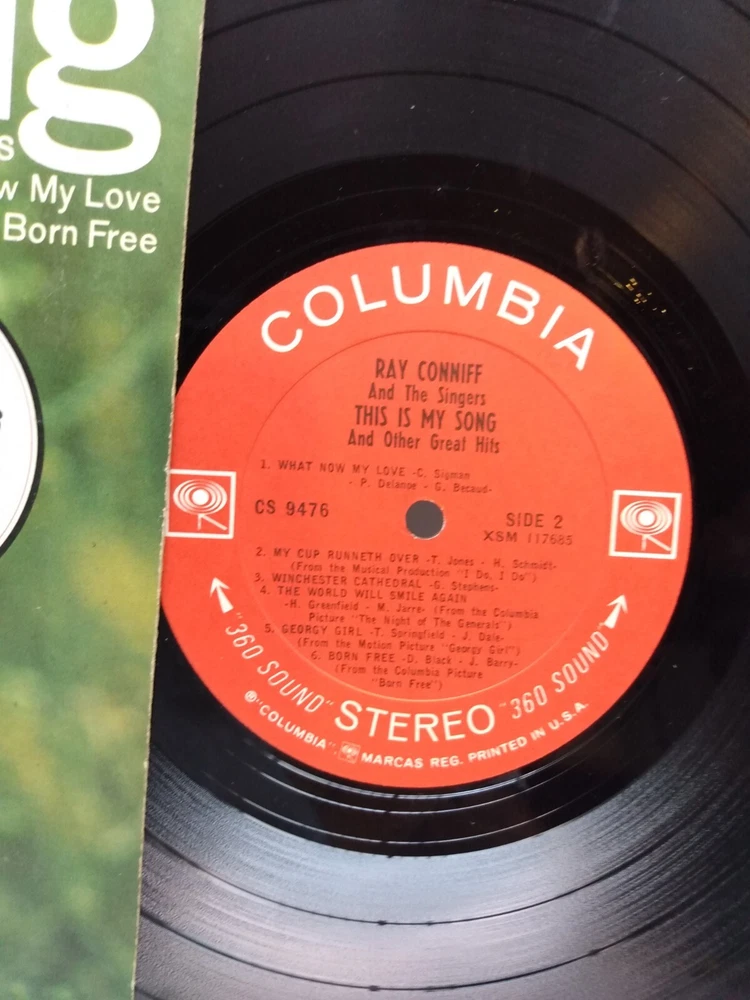 g
s
w My Love
Born Free
COLUMBIA
RAY CONNIFF
And The Singers
THIS IS MY SONG
And Other Great Hits
1. WHAT NOW MY LOVE -C. Sigman
- P. Delanoe - G. Becaud-
CS 9476
SIDE 2
XSM 117685
2. MY CUP RUNNETH OVER -T. Jones - H. Schmidt-
(From the Musical Production "I Do, I Do")
3. WINCHESTER CATHEDRAL -G. Stephens-
4. THE WORLD WILL SMILE AGAIN
-H. Greenfield - M. Jarre- (From the Columbia
Picture "The Night of The Generals")
5. GEORGY GIRL -T. Springfield - J. Dale-
(From the Motion Picture "Georgy Girl")
6. BORN FREE -D. Black - J. Barry-
(From the Columbia Picture
"Born Free")
"360 SOUND" STEREO "360 SOUND"
℗ "COLUMBIA", MARCAS REG. PRINTED IN U.S.A.